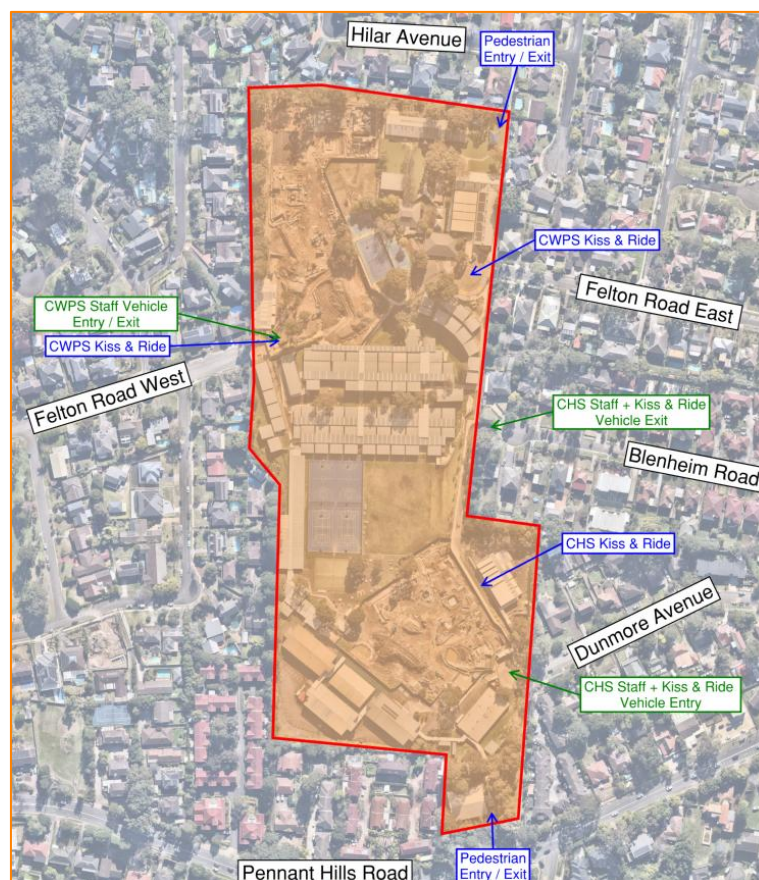 Hilar Avenue
Pedestrian
Entry / Exit
CWPS Kiss & Ride
Felton Road East
CWPS Staff Vehicle
Entry / Exit
CWPS Kiss & Ride
Felton Road West
CHS Staff + Kiss & Ride
Vehicle Exit
Blenheim Road
CHS Kiss & Ride
Dunmore Avenue
CHS Staff + Kiss & Ride
Vehicle Entry
Pennant Hills Road
Pedestrian
Entry / Exit